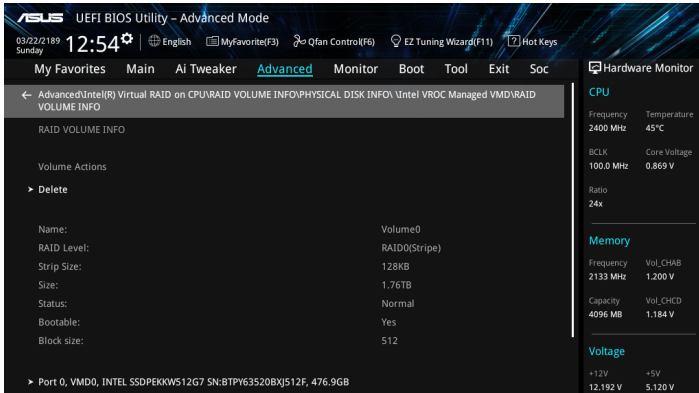 ASUS UEFI BIOS Utility – Advanced Mode
03/22/2189 Sunday 12:54 English MyFavorite(F3) Qfan Control(F6) EZ Tuning Wizard(F11) ? Hot Keys
My Favorites Main Ai Tweaker Advanced Monitor Boot Tool Exit Soc
Advanced\Intel(R) Virtual RAID on CPU\RAID VOLUME INFO\PHYSICAL DISK INFO\ \Intel VROC Managed VMD\RAID
VOLUME INFO
RAID VOLUME INFO
Volume Actions
Delete
Name: Volume0
RAID Level: RAID0(Stripe)
Strip Size: 128KB
Size: 1.76TB
Status: Normal
Bootable: Yes
Block size: 512
Port 0, VMD0, INTEL SSDPEKKW512G7 SN:BTPY63520BXJ512F, 476.9GB
Hardware Monitor
CPU
Frequency Temperature
2400 MHz 45°C
BCLK Core Voltage
100.0 MHz 0.869 V
Ratio
24x
Memory
Frequency Vol_CHAB
2133 MHz 1.200 V
Capacity Vol_CHCD
4096 MB 1.184 V
Voltage
+12V +5V
12.192 V 5.120 V